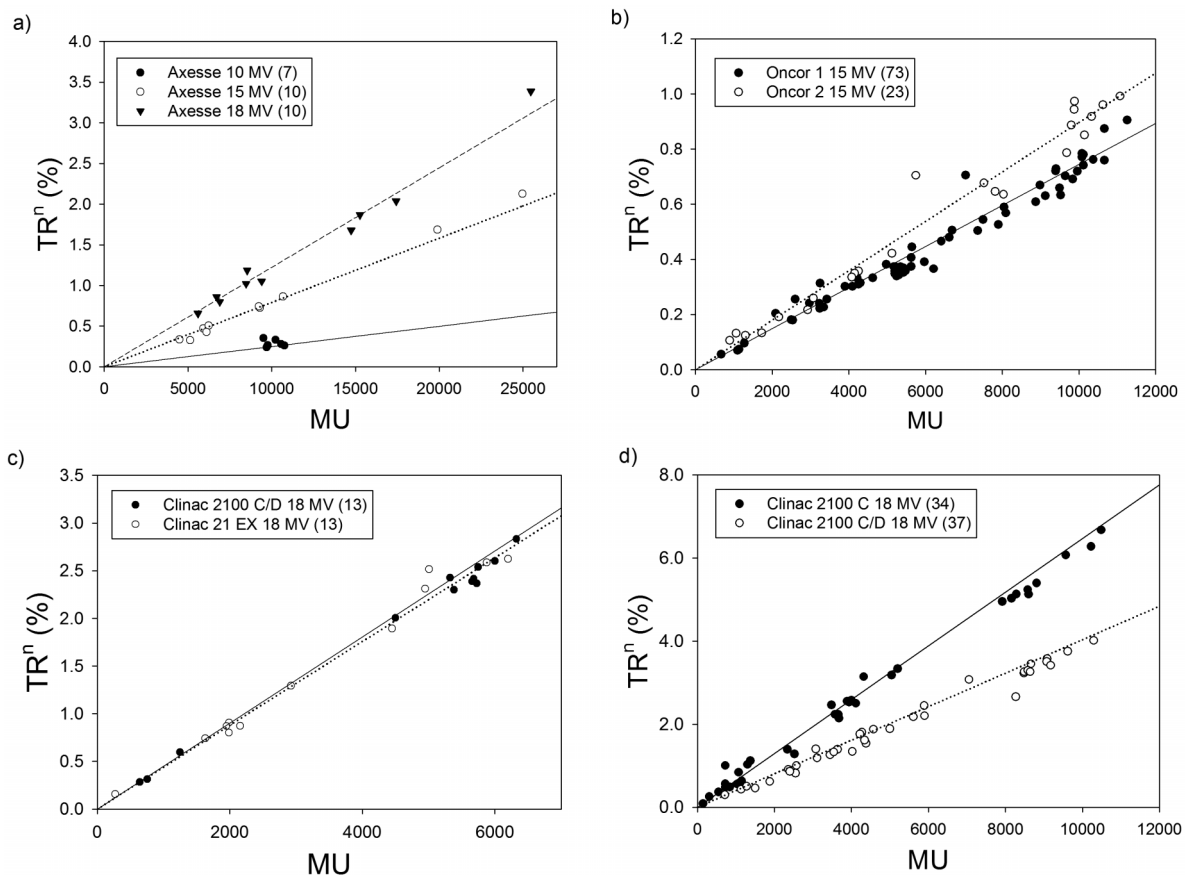 a)
4.0
3.5
3.0
2.5
2.0
1.5
1.0
0.5
0.0
TRⁿ (%)
Axesse 10 MV (7)
Axesse 15 MV (10)
Axesse 18 MV (10)
0 5000 10000 15000 20000 25000
MU
b)
1.2
1.0
0.8
0.6
0.4
0.2
0.0
TRⁿ (%)
Oncor 1 15 MV (73)
Oncor 2 15 MV (23)
0 2000 4000 6000 8000 10000 12000
MU
c)
3.5
3.0
2.5
2.0
1.5
1.0
0.5
0.0
TRⁿ (%)
Clinac 2100 C/D 18 MV (13)
Clinac 21 EX 18 MV (13)
0 2000 4000 6000
MU
d)
8.0
6.0
4.0
2.0
0.0
TRⁿ (%)
Clinac 2100 C 18 MV (34)
Clinac 2100 C/D 18 MV (37)
0 2000 4000 6000 8000 10000 12000
MU